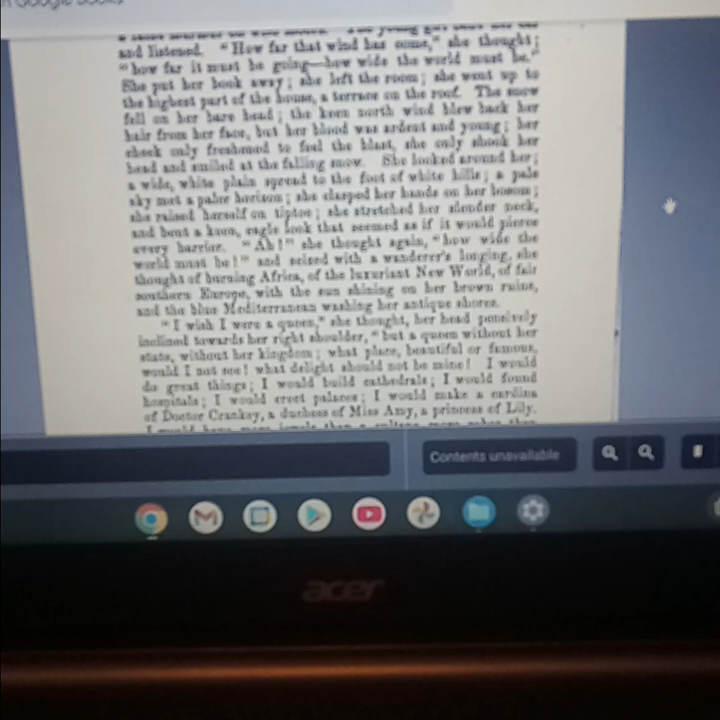 Google Books
and listened. "How far that wind has come," she thought;
"how far it must be going—how wide the world must be."
She put her book away; she left the room; she went up to
the highest part of the house, a terrace on the roof. The snow
fell on her bare head; the keen north wind blew back her
hair from her face, but her blood was ardent and young; her
cheek only freshened to feel the blast, she only shook her
head and smiled at the falling snow. She looked around her;
a wide, white plain spread to the foot of white hills; a pale
sky met a paler horizon; she clasped her hands on her bosom;
she raised herself on tiptoe; she stretched her slender neck,
and bent a keen, eagle look that seemed as if it would pierce
every barrier. "Ah!" she thought again, "how wide the
world must be!" and seized with a wanderer's longing, she
thought of burning Africa, of the luxuriant New World, of fair
southern Europe, with the sun shining on her brown ruins,
and the blue Mediterranean washing her antique shores.
"I wish I were a queen," she thought, her head pensively
inclined towards her right shoulder, "but a queen without her
state, without her kingdom; what place, beautiful or famous,
would I not see! what delight should not be mine! I would
do great things; I would build cathedrals; I would found
hospitals; I would erect palaces; I would make a cardinal
of Doctor Crankey, a duchess of Miss Amy, a princess of Lily.
Contents unavailable
acer